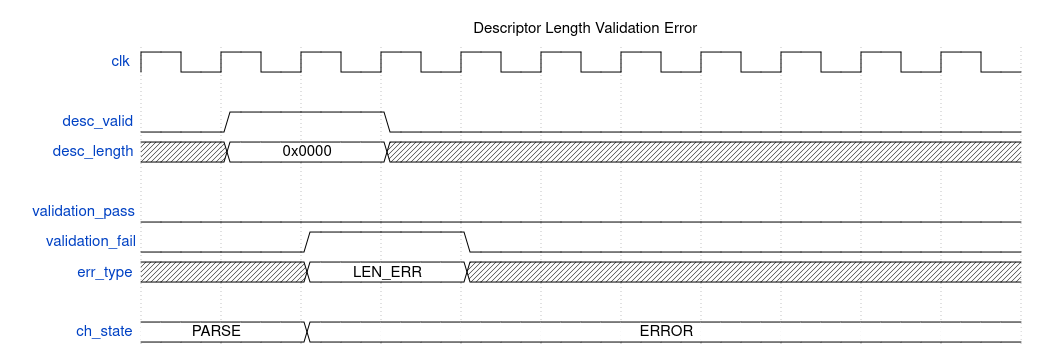 Descriptor Length Validation Error
clk
desc_valid
desc_length 0x0000
validation_pass
validation_fail
err_type LEN_ERR
ch_state PARSE ERROR